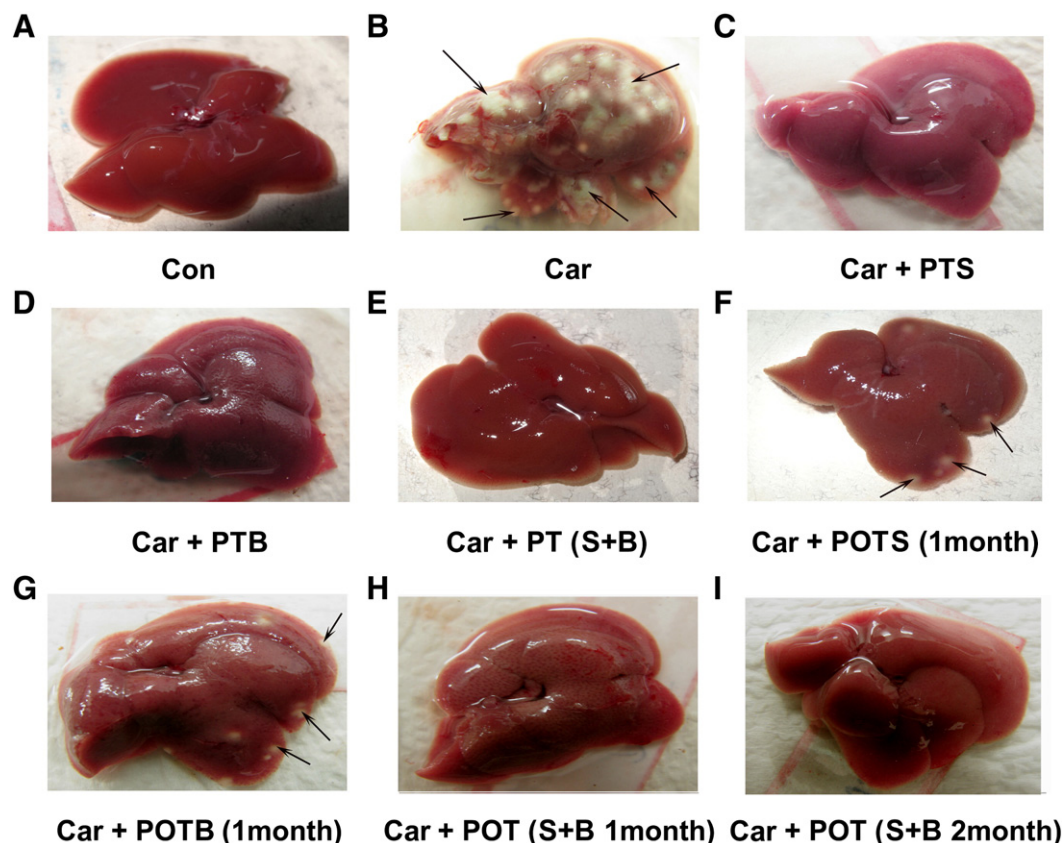 A
B
C
Con
Car
Car + PTS
D
E
F
Car + PTB
Car + PT (S+B)
Car + POTS (1month)
G
H
I
Car + POTB (1month)
Car + POT (S+B 1month)
Car + POT (S+B 2month)